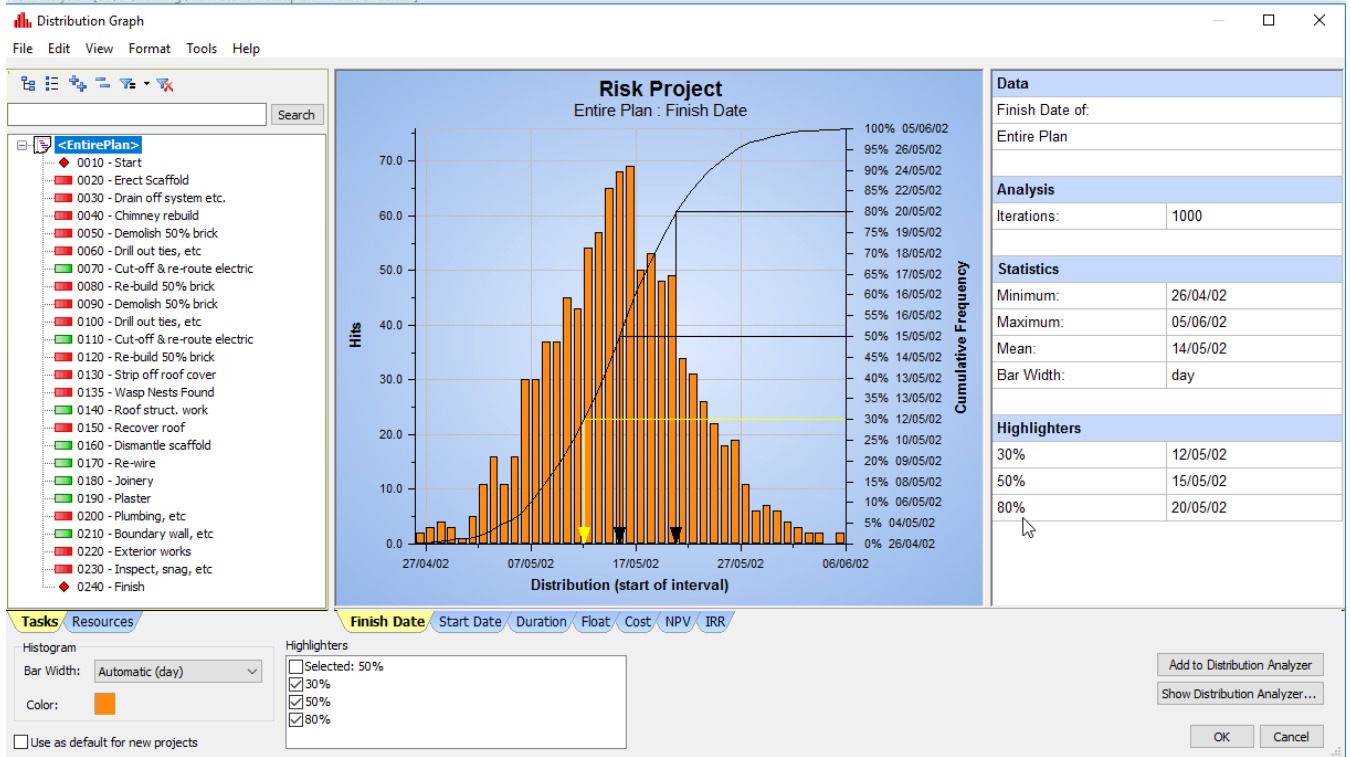 Distribution Graph
File Edit View Format Tools Help
Search
<EntirePlan>
0010 - Start
0020 - Erect Scaffold
0030 - Drain off system etc.
0040 - Chimney rebuild
0050 - Demolish 50% brick
0060 - Drill out ties, etc
0070 - Cut-off & re-route electric
0080 - Re-build 50% brick
0090 - Demolish 50% brick
0100 - Drill out ties, etc
0110 - Cut-off & re-route electric
0120 - Re-build 50% brick
0130 - Strip off roof cover
0135 - Wasp Nests Found
0140 - Roof struct. work
0150 - Recover roof
0160 - Dismantle scaffold
0170 - Re-wire
0180 - Joinery
0190 - Plaster
0200 - Plumbing, etc
0210 - Boundary wall, etc
0220 - Exterior works
0230 - Inspect, snag, etc
0240 - Finish
Risk Project
Entire Plan : Finish Date
Hits
70.0
60.0
50.0
40.0
30.0
20.0
10.0
0.0
100% 05/06/02
95% 26/05/02
90% 24/05/02
85% 22/05/02
80% 20/05/02
75% 19/05/02
70% 18/05/02
65% 17/05/02
60% 16/05/02
55% 16/05/02
50% 15/05/02
45% 14/05/02
40% 13/05/02
35% 13/05/02
30% 12/05/02
25% 10/05/02
20% 09/05/02
15% 08/05/02
10% 06/05/02
5% 04/05/02
0% 26/04/02
Cumulative Frequency
27/04/02 07/05/02 17/05/02 27/05/02 06/06/02
Distribution (start of interval)
Data
Finish Date of:
Entire Plan
Analysis
Iterations: 1000
Statistics
Minimum: 26/04/02
Maximum: 05/06/02
Mean: 14/05/02
Bar Width: day
Highlighters
30% 12/05/02
50% 15/05/02
80% 20/05/02
Tasks Resources
Finish Date Start Date Duration Float Cost NPV IRR
Histogram
Bar Width: Automatic (day)
Color:
Use as default for new projects
Highlighters
Selected: 50%
30%
50%
80%
Add to Distribution Analyzer
Show Distribution Analyzer...
OK Cancel